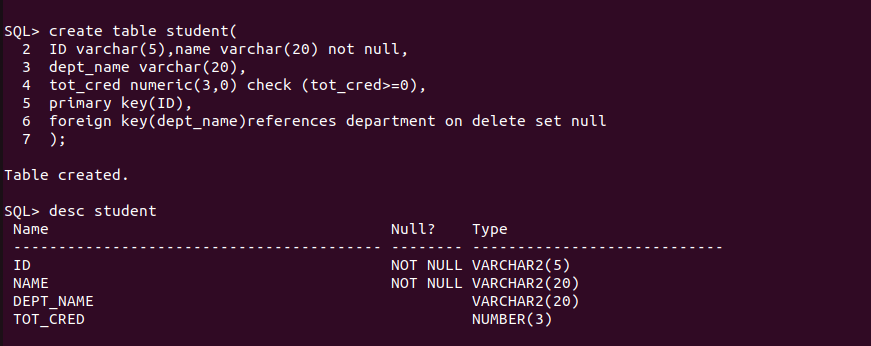 SQL> create table student(
  2  ID varchar(5),name varchar(20) not null,
  3  dept_name varchar(20),
  4  tot_cred numeric(3,0) check (tot_cred>=0),
  5  primary key(ID),
  6  foreign key(dept_name)references department on delete set null
  7  );
Table created.
SQL> desc student
 Name                                      Null?    Type
 ----------------------------------------- -------- ----------------------------
 ID                                        NOT NULL VARCHAR2(5)
 NAME                                      NOT NULL VARCHAR2(20)
 DEPT_NAME                                          VARCHAR2(20)
 TOT_CRED                                           NUMBER(3)